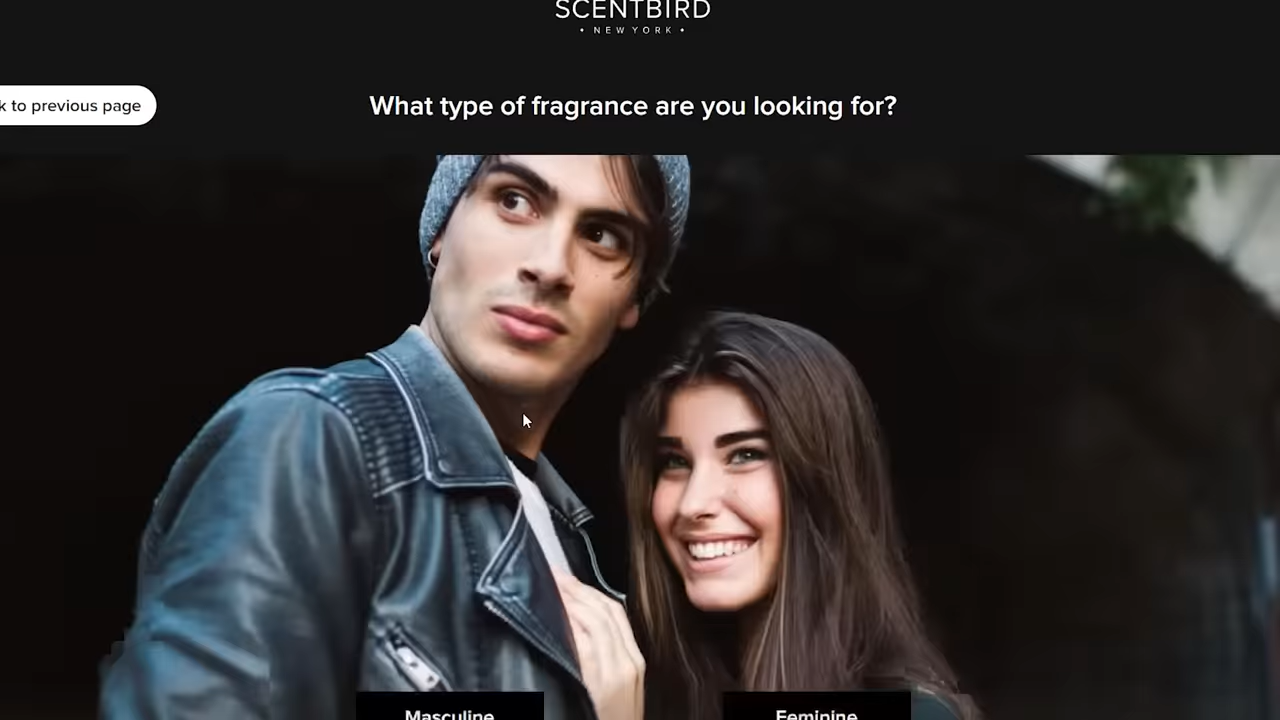 SCENTBIRD
• NEW YORK •
k to previous page
What type of fragrance are you looking for?
Masculine
Feminine